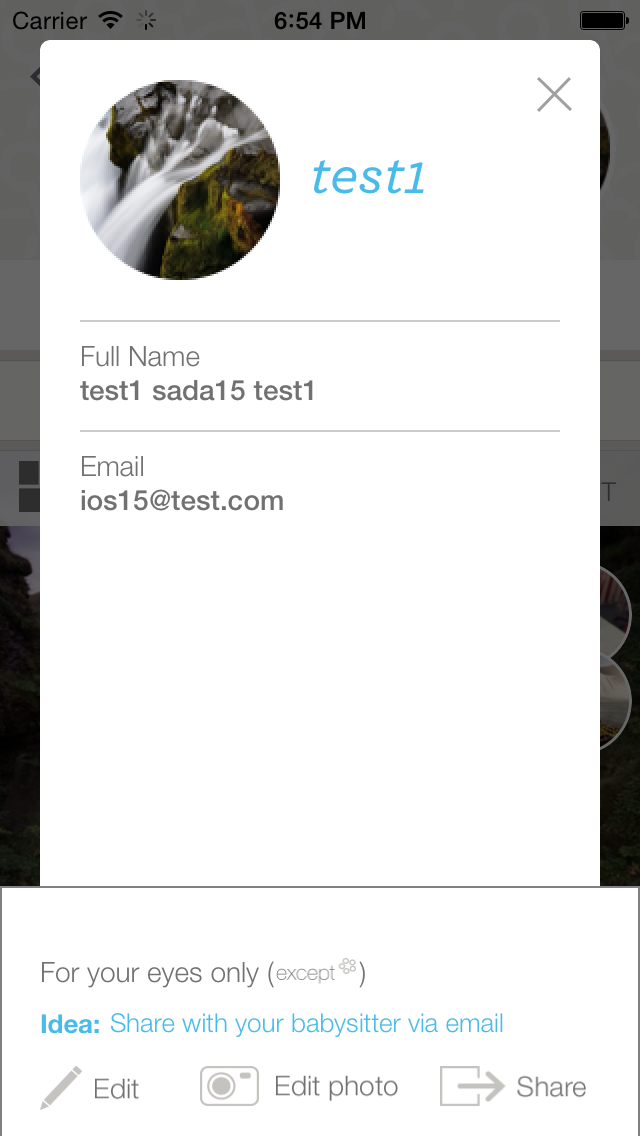 Carrier 6:54 PM
test1
Full Name
test1 sada15 test1
Email
ios15@test.com
T
For your eyes only (except )
Idea: Share with your babysitter via email
Edit Edit photo Share